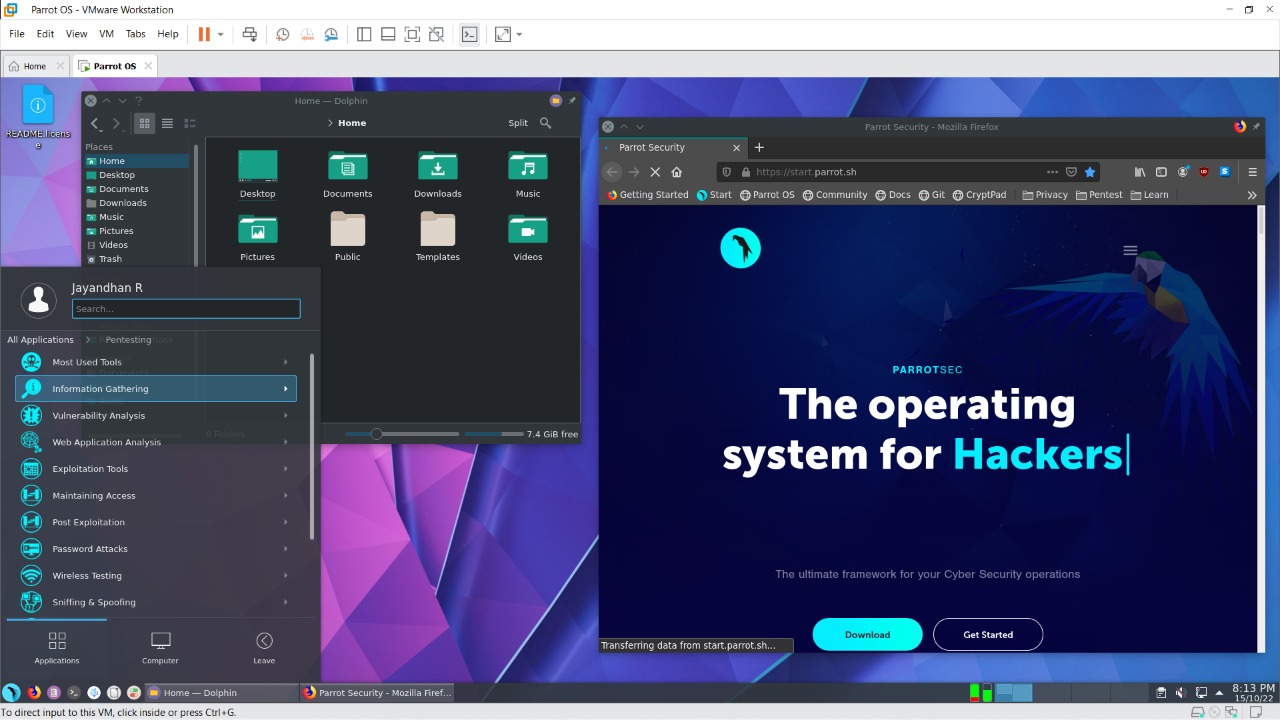 Parrot OS - VMware Workstation
File Edit View VM Tabs Help
Home
Parrot OS
README.licens
e
Home — Dolphin
Home
Split
Places
Home
Desktop
Documents
Downloads
Music
Pictures
Videos
Trash
Desktop
Documents
Downloads
Music
Pictures
Public
Templates
Videos
7.4 GiB free
Jayandhan R
Search...
All Applications
Pentesting
Most Used Tools
Information Gathering
Vulnerability Analysis
Web Application Analysis
Exploitation Tools
Maintaining Access
Post Exploitation
Password Attacks
Wireless Testing
Sniffing & Spoofing
Applications
Computer
Leave
Parrot Security - Mozilla Firefox
Parrot Security
https://start.parrot.sh
Getting Started Start Parrot OS Community Docs Git CryptPad Privacy Pentest Learn
PARROTSEC
The operating
system for Hackers
The ultimate framework for your Cyber Security operations
Download
Get Started
Transferring data from start.parrot.sh...
Home — Dolphin
Parrot Security - Mozilla Firef...
8:13 PM
15/10/22
To direct input to this VM, click inside or press Ctrl+G.